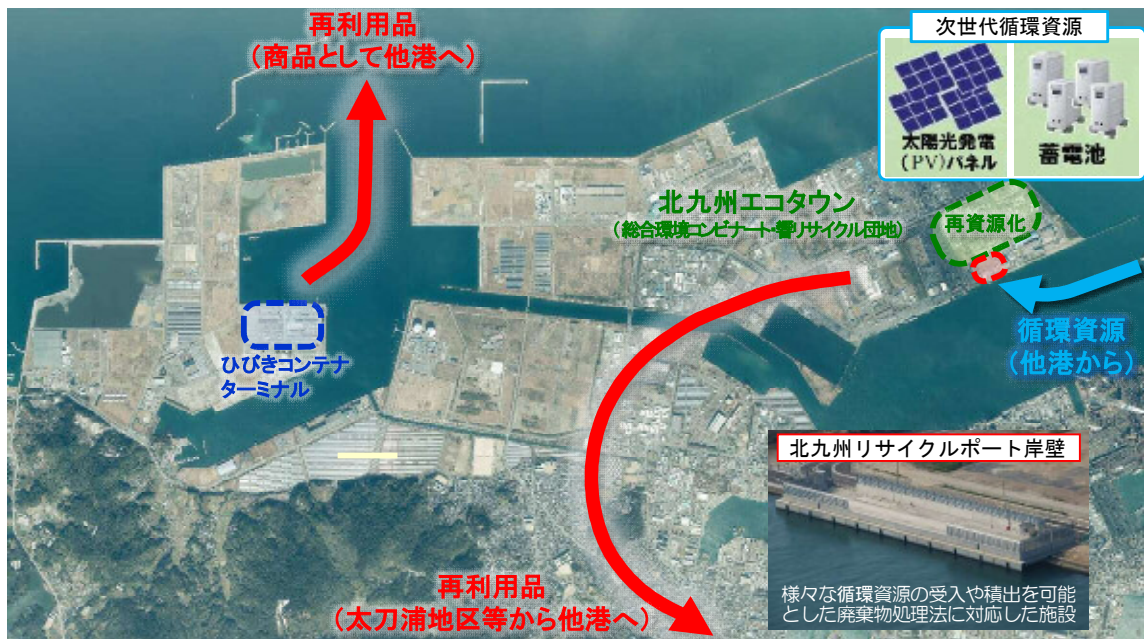 再利用品
(商品として他港へ)
次世代循環資源
太陽光発電
(PV)パネル
蓄電池
北九州エコタウン
(総合環境コンビナート・響リサイクル団地)
再資源化
循環資源
(他港から)
ひびきコンテナ
ターミナル
北九州リサイクルポート岸壁
様々な循環資源の受入や積出を可能
とした廃棄物処理法に対応した施設
再利用品
(太刀浦地区等から他港へ)